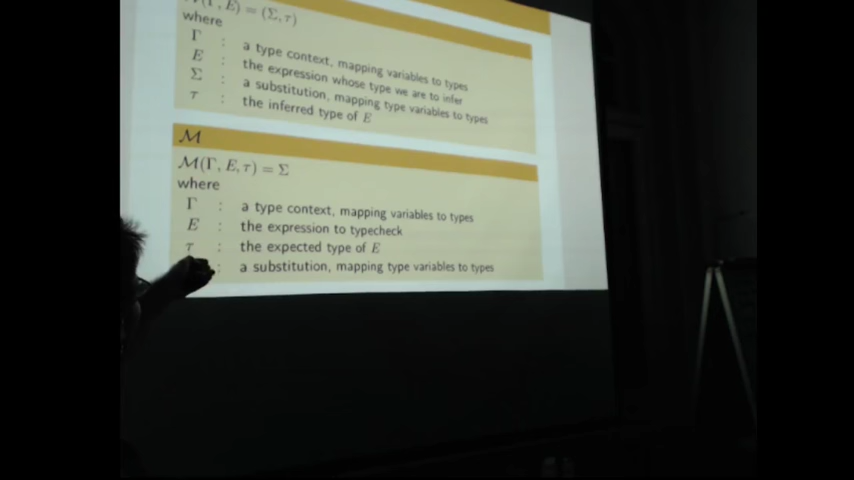 (Γ, E) = (Σ, τ)
where
Γ : a type context, mapping variables to types
E : the expression whose type we are to infer
Σ : a substitution, mapping type variables to types
τ : the inferred type of E
ℳ
ℳ(Γ, E, τ) = Σ
where
Γ : a type context, mapping variables to types
E : the expression to typecheck
τ : the expected type of E
: a substitution, mapping type variables to types